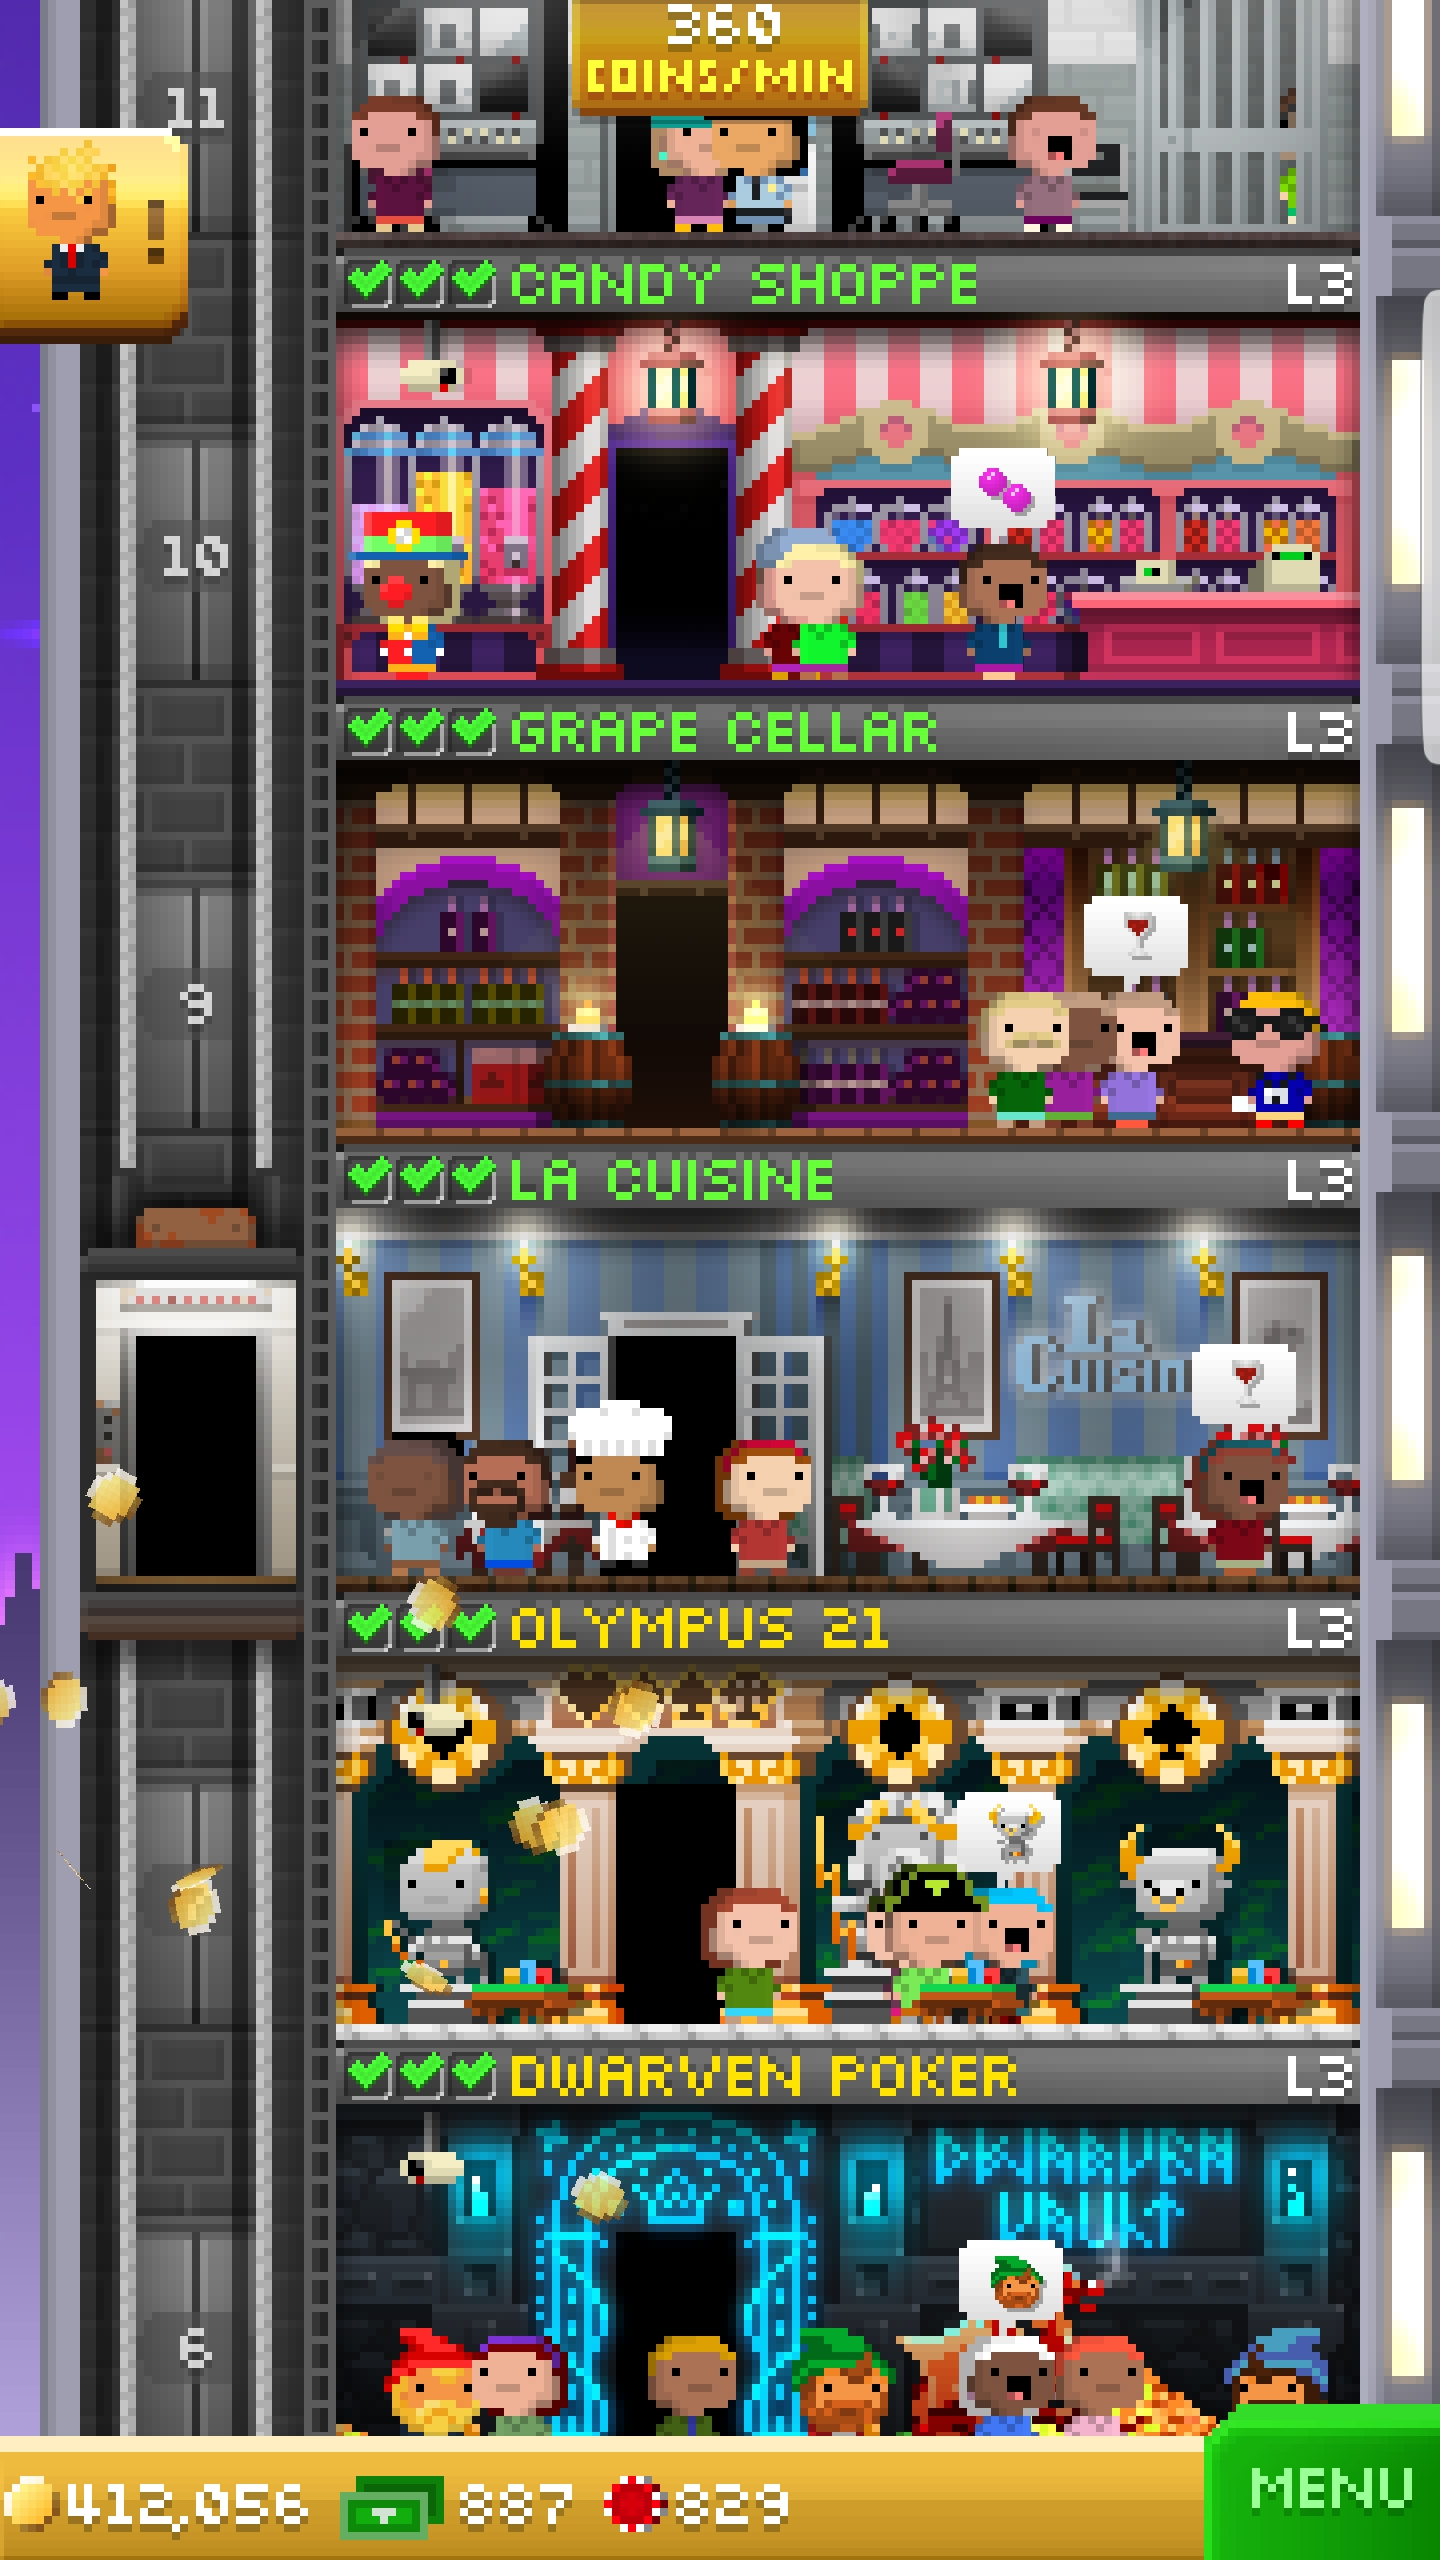 360
COINS/MIN
11
!
CANDY SHOPPE L3
10
GRAPE CELLAR L3
9
LA CUISINE L3
La
Cuisin
OLYMPUS 21 L3
DWARVEN POKER L3
DWARVEN
VAULT
6
412,056 887 829
MENU